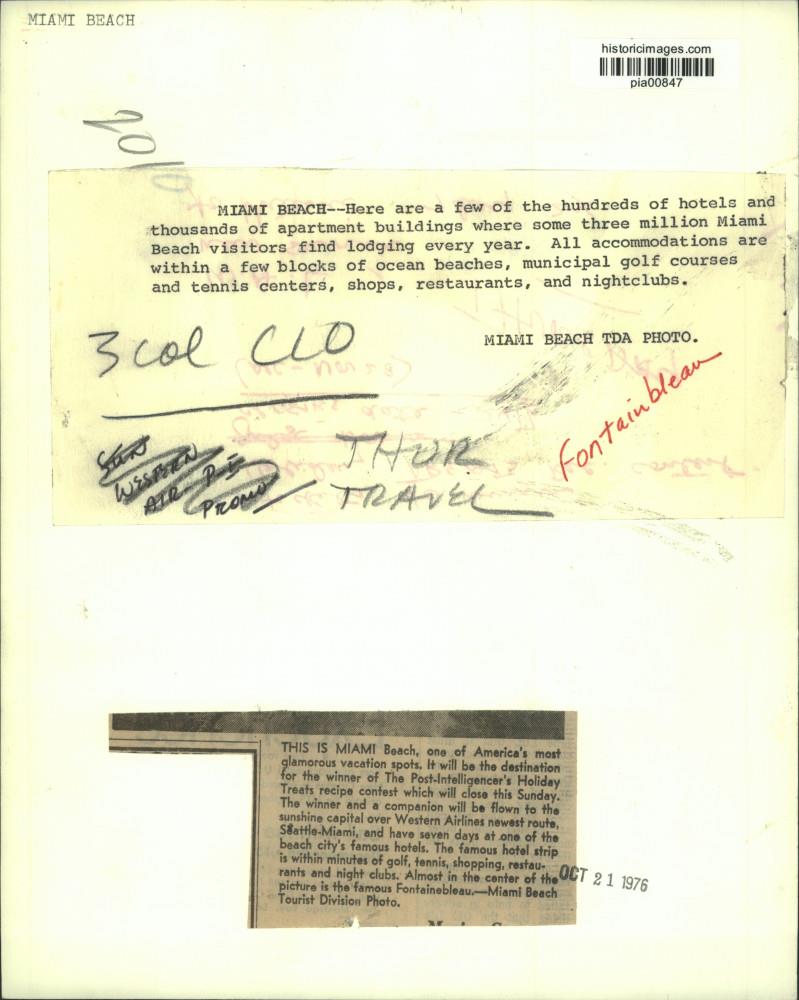 MIAMI BEACH
historicimages.com
pia00847
MIAMI BEACH--Here are a few of the hundreds of hotels and
thousands of apartment buildings where some three million Miami
Beach visitors find lodging every year. All accommodations are
within a few blocks of ocean beaches, municipal golf courses
and tennis centers, shops, restaurants, and nightclubs.
MIAMI BEACH TDA PHOTO.
3 col CLO
Fontainbleau
SUN
WESTERN
AIR P-I
PROMO
THUR
TRAVEL
THIS IS MIAMI Beach, one of America's most
glamorous vacation spots. It will be the destination
for the winner of The Post-Intelligencer's Holiday
Treats recipe contest which will close this Sunday.
The winner and a companion will be flown to the
sunshine capital over Western Airlines newest route,
Seattle-Miami, and have seven days at one of the
beach city's famous hotels. The famous hotel strip
is within minutes of golf, tennis, shopping, restau-
rants and night clubs. Almost in the center of the
picture is the famous Fontainebleau.—Miami Beach
Tourist Division Photo.
OCT 21 1976